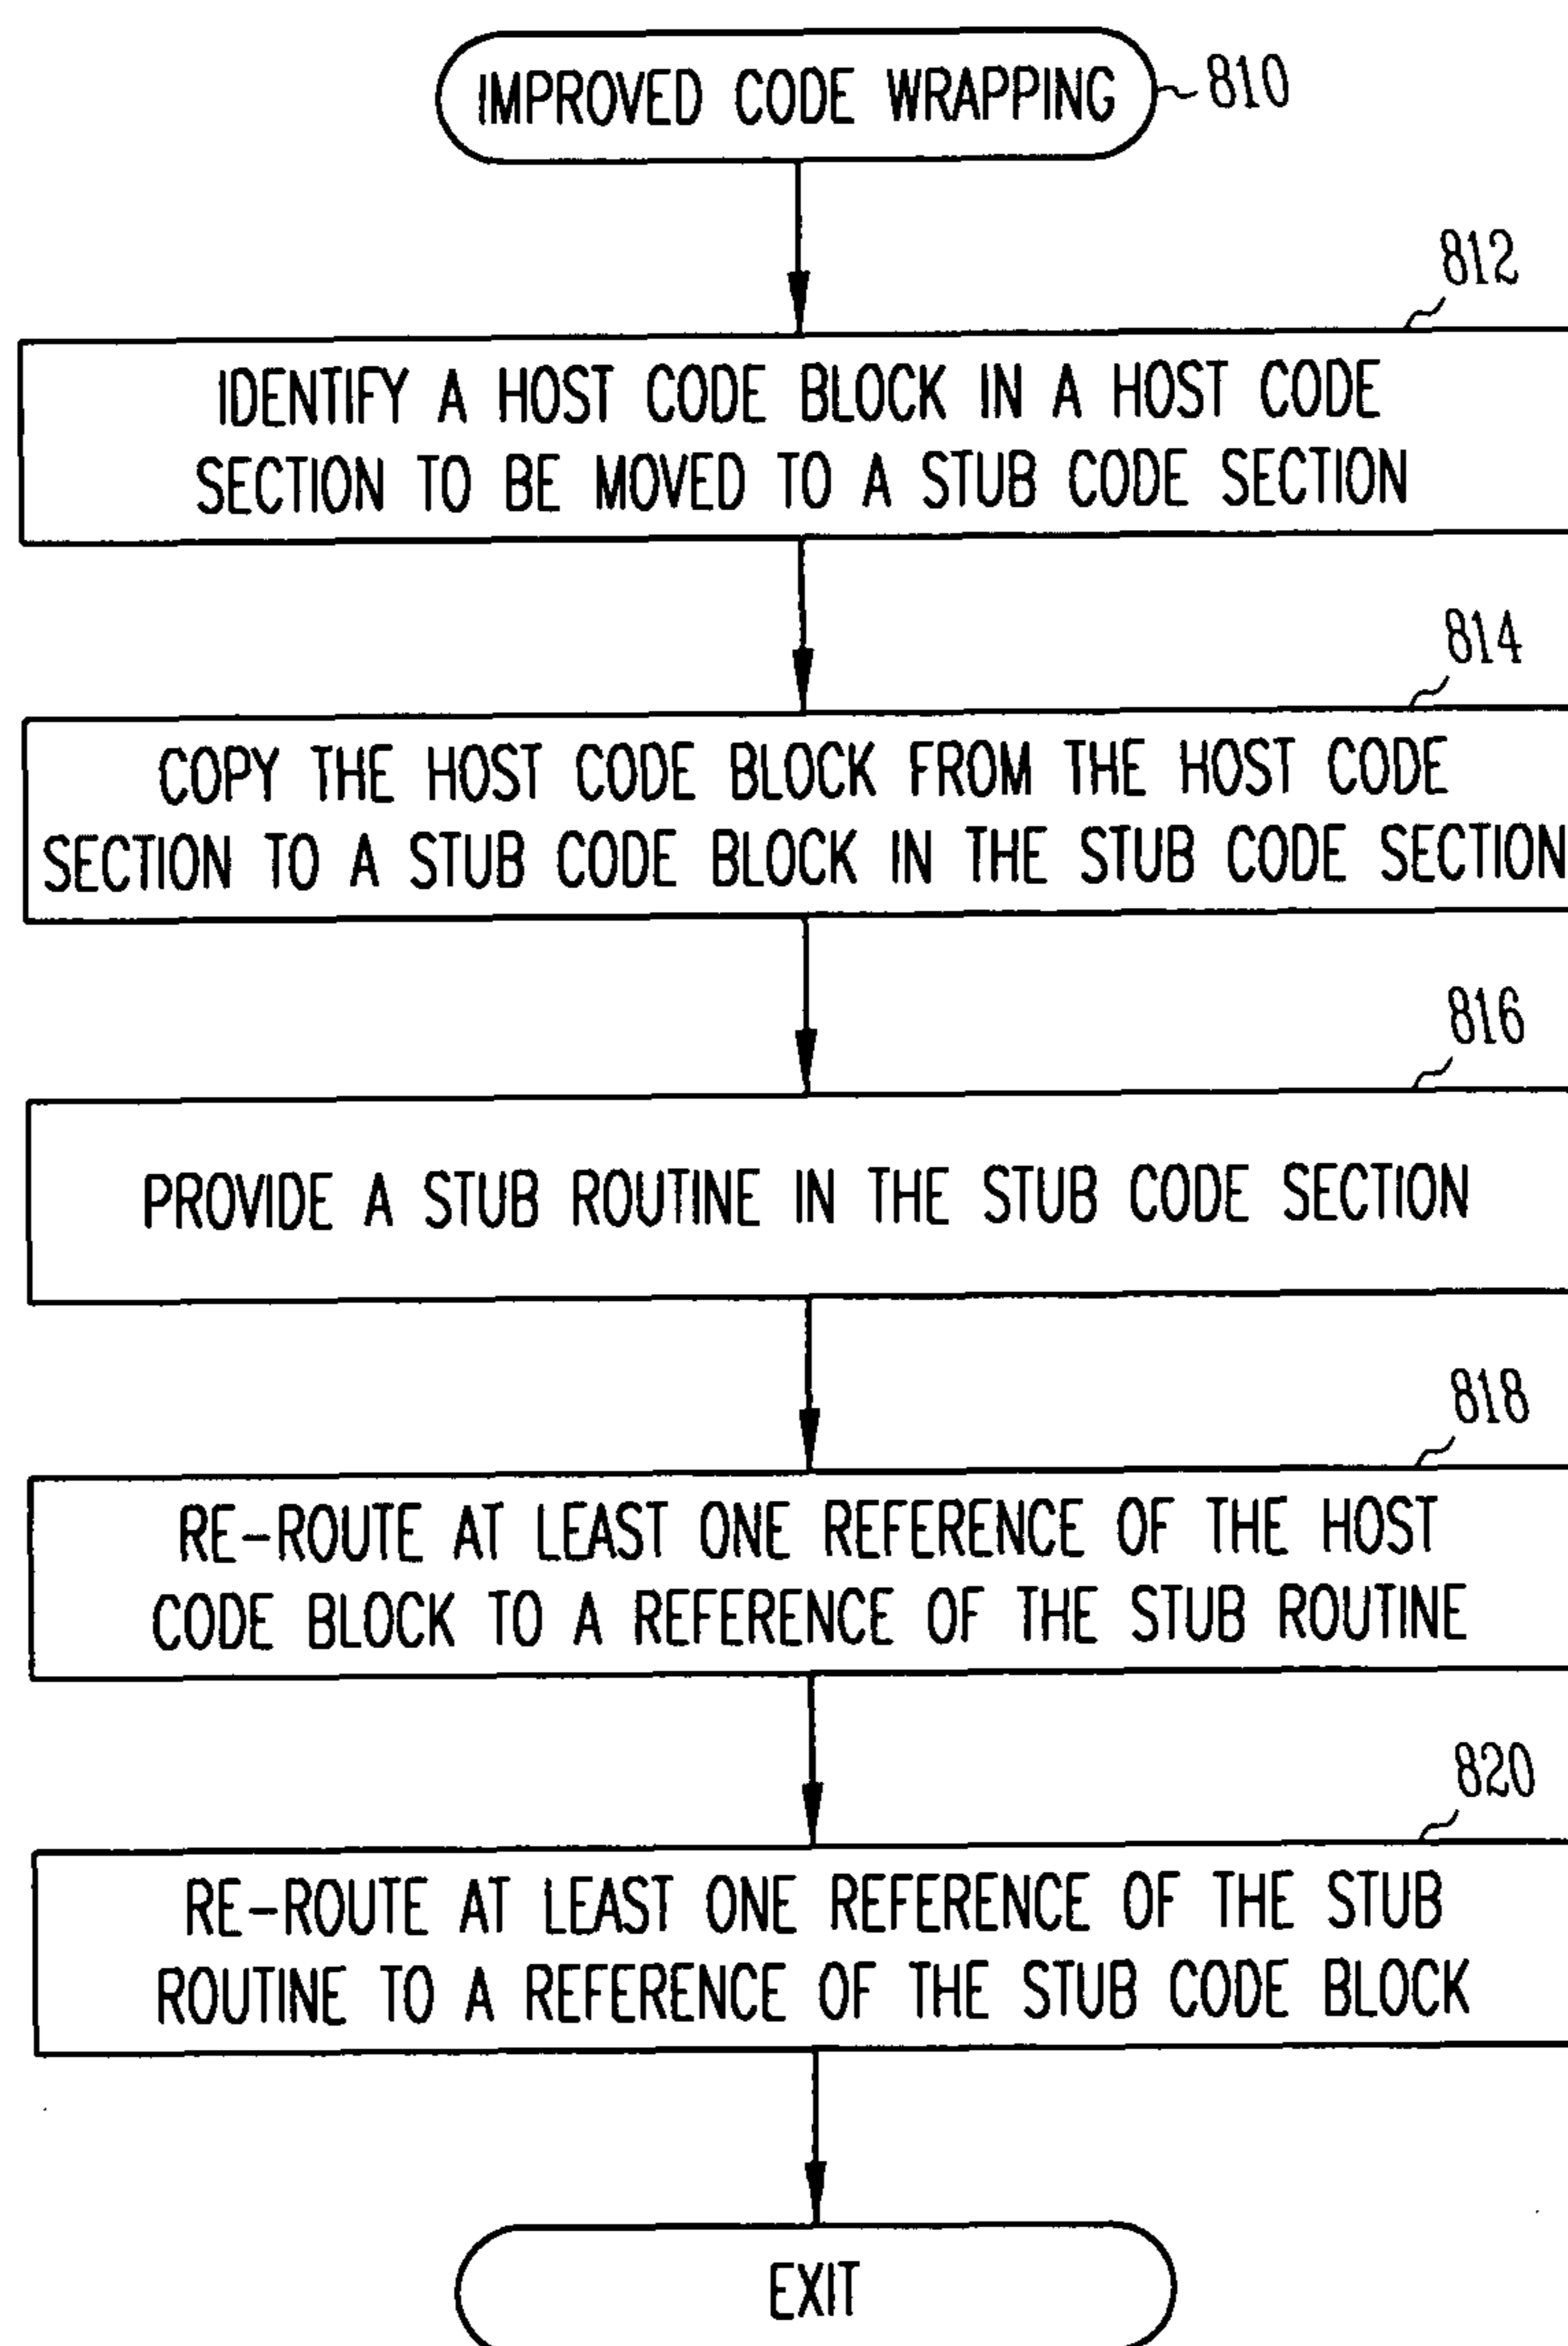 IMPROVED CODE WRAPPING
810
812
IDENTIFY A HOST CODE BLOCK IN A HOST CODE
SECTION TO BE MOVED TO A STUB CODE SECTION
814
COPY THE HOST CODE BLOCK FROM THE HOST CODE
SECTION TO A STUB CODE BLOCK IN THE STUB CODE SECTION
816
PROVIDE A STUB ROUTINE IN THE STUB CODE SECTION
818
RE-ROUTE AT LEAST ONE REFERENCE OF THE HOST
CODE BLOCK TO A REFERENCE OF THE STUB ROUTINE
820
RE-ROUTE AT LEAST ONE REFERENCE OF THE STUB
ROUTINE TO A REFERENCE OF THE STUB CODE BLOCK
EXIT